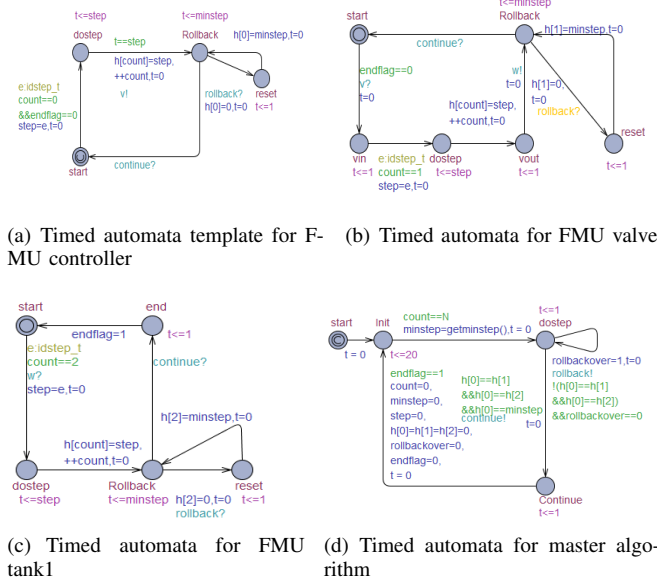 t<=step
t<=minstep
dostep
t==step
Rollback
h[0]=minstep,t=0
h[count]=step,
++count,t=0
v!
e:idstep_t
count==0
&&endflag==0
step=e,t=0
rollback?
h[0]=0,t=0
reset
t<=1
continue?
start
(a) Timed automata template for F-
MU controller
t<=minstep
start
Rollback
h[1]=minstep,t=0
continue?
endflag==0
v?
t=0
w!
t=0
h[1]=0,
t=0
rollback?
h[count]=step,
++count,t=0
reset
t<=1
vin
t<=1
e:idstep_t
count==1
step=e,t=0
dostep
t<=step
vout
t<=1
(b) Timed automata for FMU valve
start
end
endflag=1
t<=1
e:idstep_t
count==2
w?
step=e,t=0
continue?
h[2]=minstep,t=0
h[count]=step,
++count,t=0
dostep
t<=step
Rollback
t<=minstep
h[2]=0,t=0
rollback?
reset
t<=1
(c) Timed automata for FMU
tank1
start
Init
count==N
minstep=getminstep(),t = 0
t<=1
dostep
t = 0
t<=20
rollbackover=1,t=0
rollback!
!(h[0]==h[1]
&&h[0]==h[2])
&&rollbackover==0
endflag==1
count=0,
minstep=0,
step=0,
h[0]=h[1]=h[2]=0,
rollbackover=0,
endflag=0,
t = 0
h[0]==h[1]
&&h[0]==h[2]
&&h[0]==minstep
continue!
t=0
Continue
t<=1
(d) Timed automata for master algo-
rithm